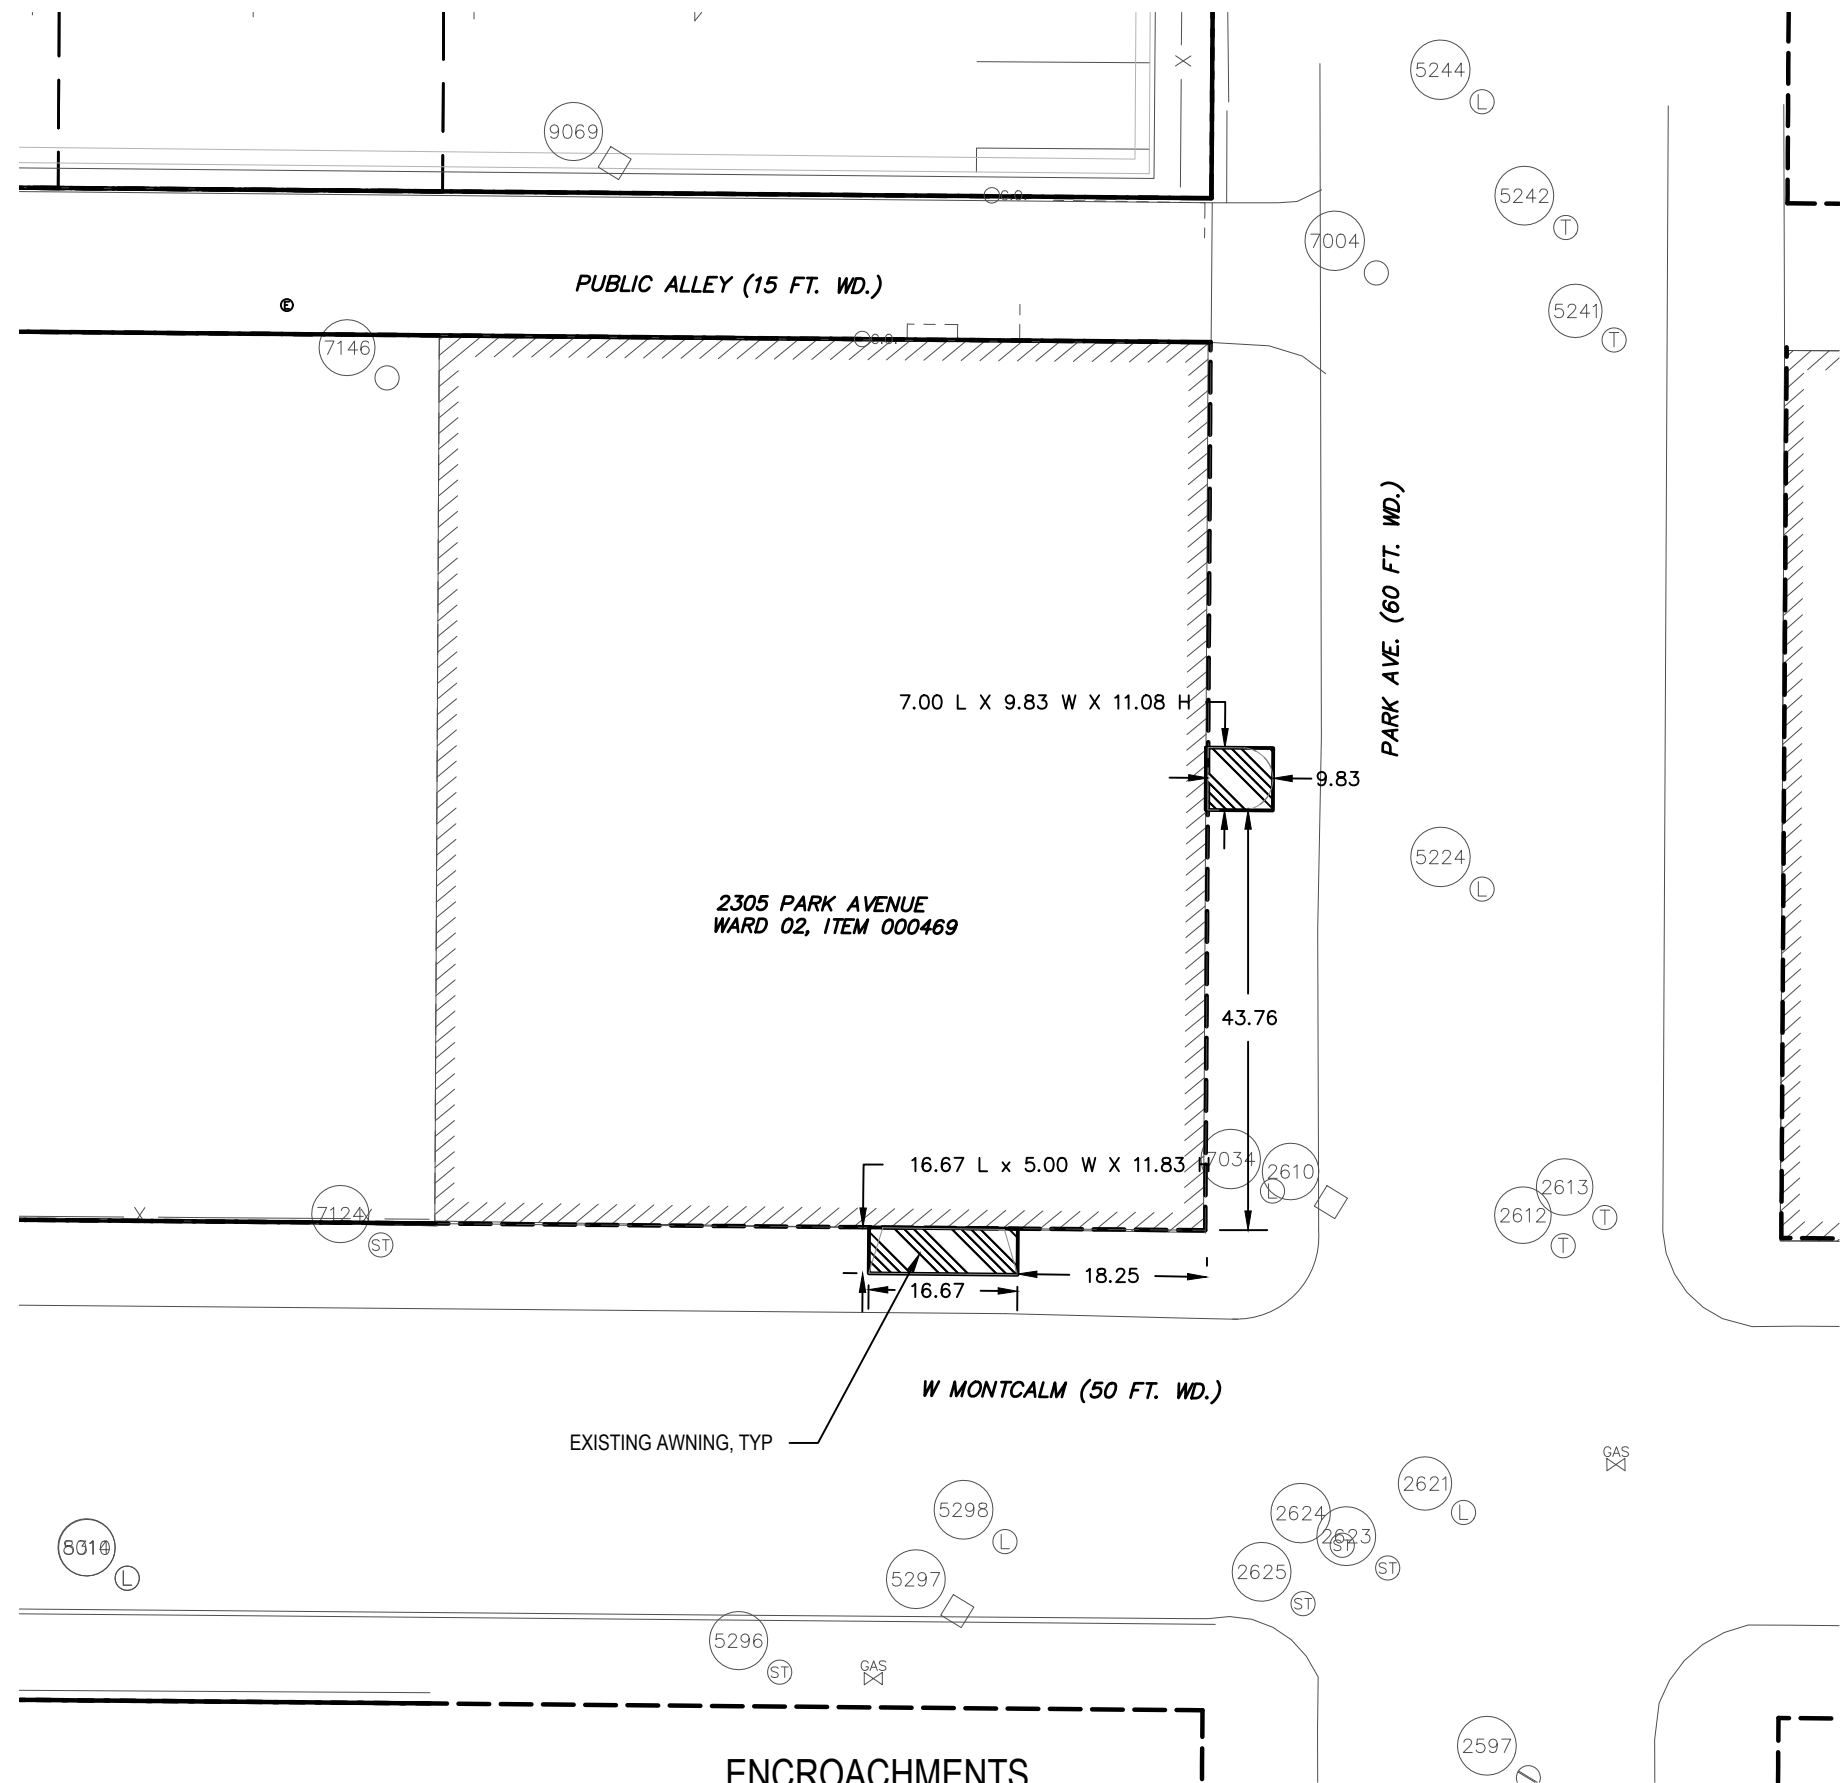 5244
L
X
9069
5242
T
C.O.
7004
PUBLIC ALLEY (15 FT. WD.)
E
5241
T
7146
C.O.
PARK AVE. (60 FT. WD.)
7.00 L X 9.83 W X 11.08 H
9.83
5224
L
2305 PARK AVENUE
WARD 02, ITEM 000469
43.76
16.67 L x 5.00 W X 11.83 H
7034
L
2610
2613
T
2612
T
X
7124
ST
18.25
16.67
W MONTCALM (50 FT. WD.)
EXISTING AWNING, TYP
GAS
2621
L
5298
L
2624
ST
2623
ST
L
5297
2625
ST
5296
ST
GAS
2597
ENCROACHMENTS